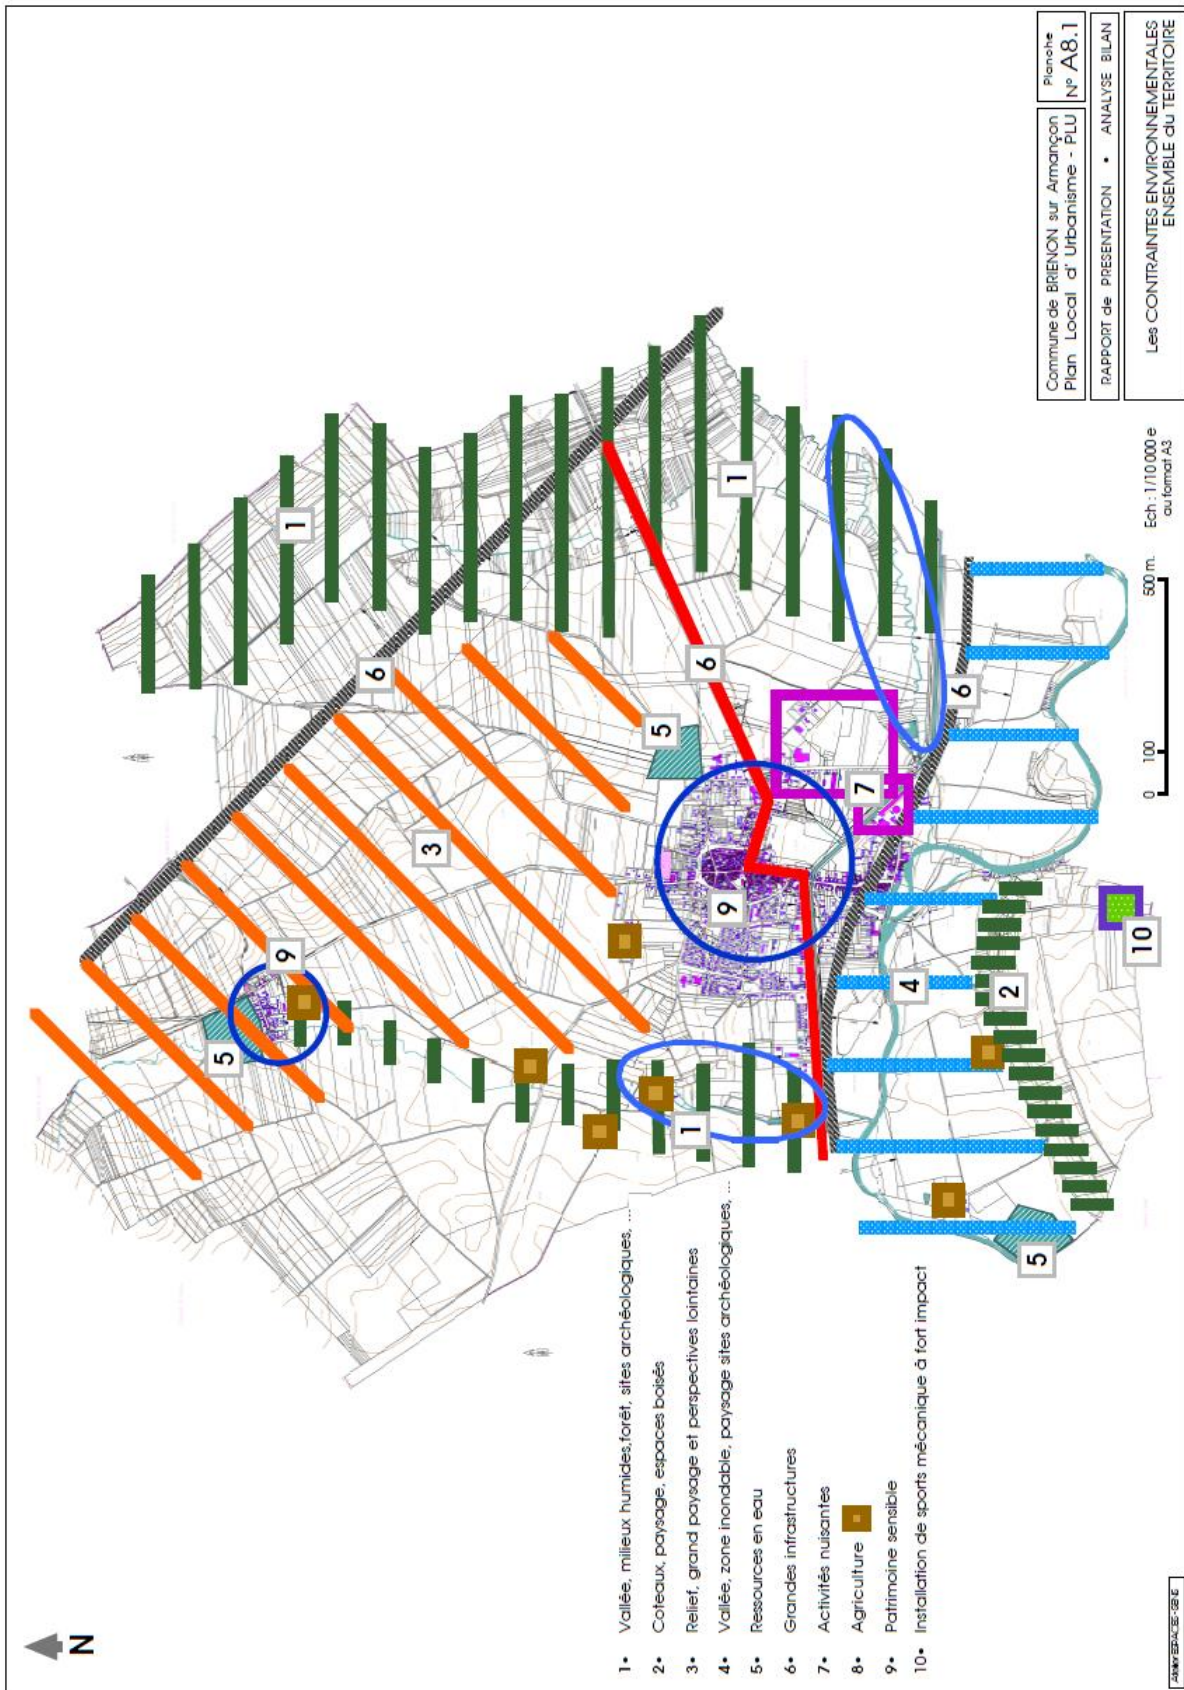 N
1• Vallée, milieux humides,forêt, sites archéologiques, ...
2• Coteaux, paysage, espaces boisés
3• Relief, grand paysage et perspectives lointaines
4• Vallée, zone inondable, paysage sites archéologiques, ...
5• Ressources en eau
6• Grandes infrastructures
7• Activités nuisantes
8• Agriculture
9• Patrimoine sensible
10• Installation de sports mécanique à fort impact
5
9
1
3
6
1
5
6
1
9
7
6
4
2
5
10
0
100
500 m.
Ech : 1/10 000 e
au format A3
Commune de BRIENON sur Armançon
Plan Local d' Urbanisme - PLU
Planche
N° A8.1
RAPPORT de PRESENTATION • ANALYSE BILAN
Les CONTRAINTES ENVIRONNEMENTALES
ENSEMBLE du TERRITOIRE
Atelier ESPACES-GENS